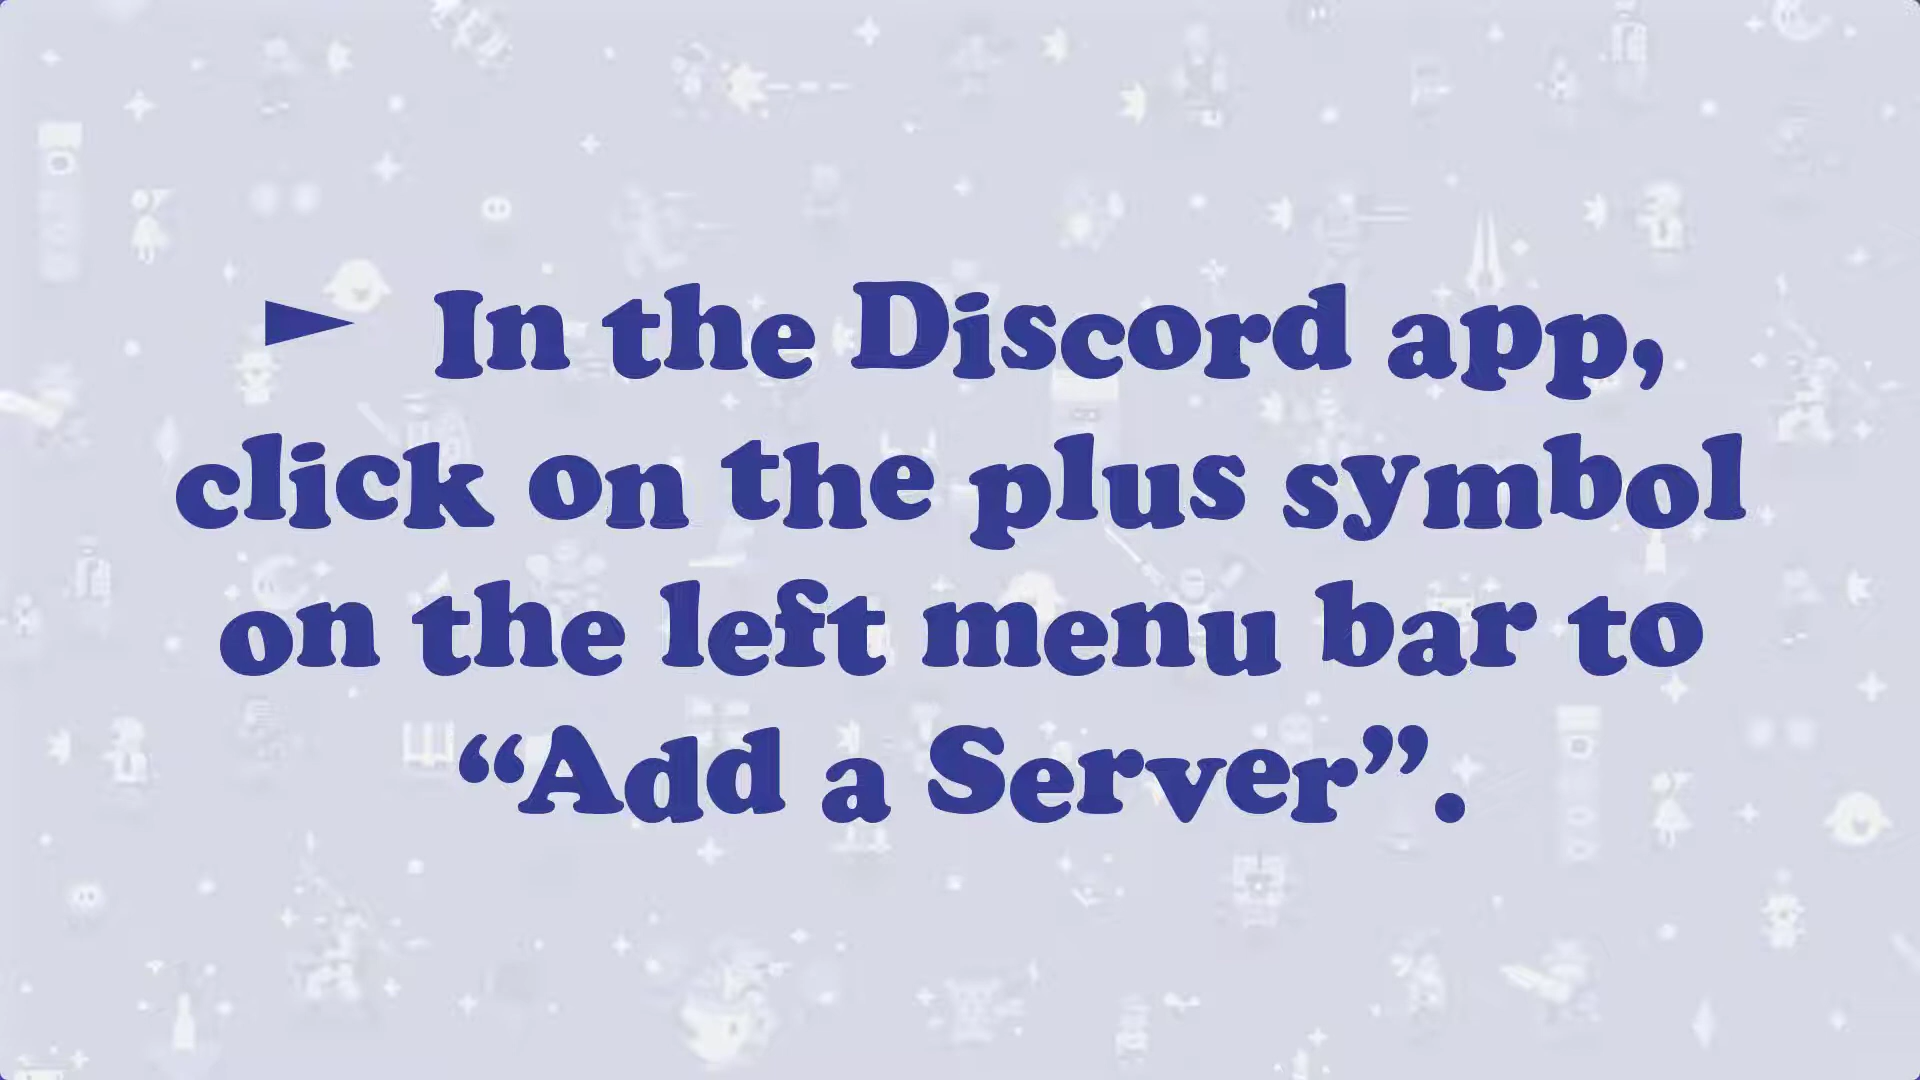 ► In the Discord app,
click on the plus symbol
on the left menu bar to
“Add a Server”.